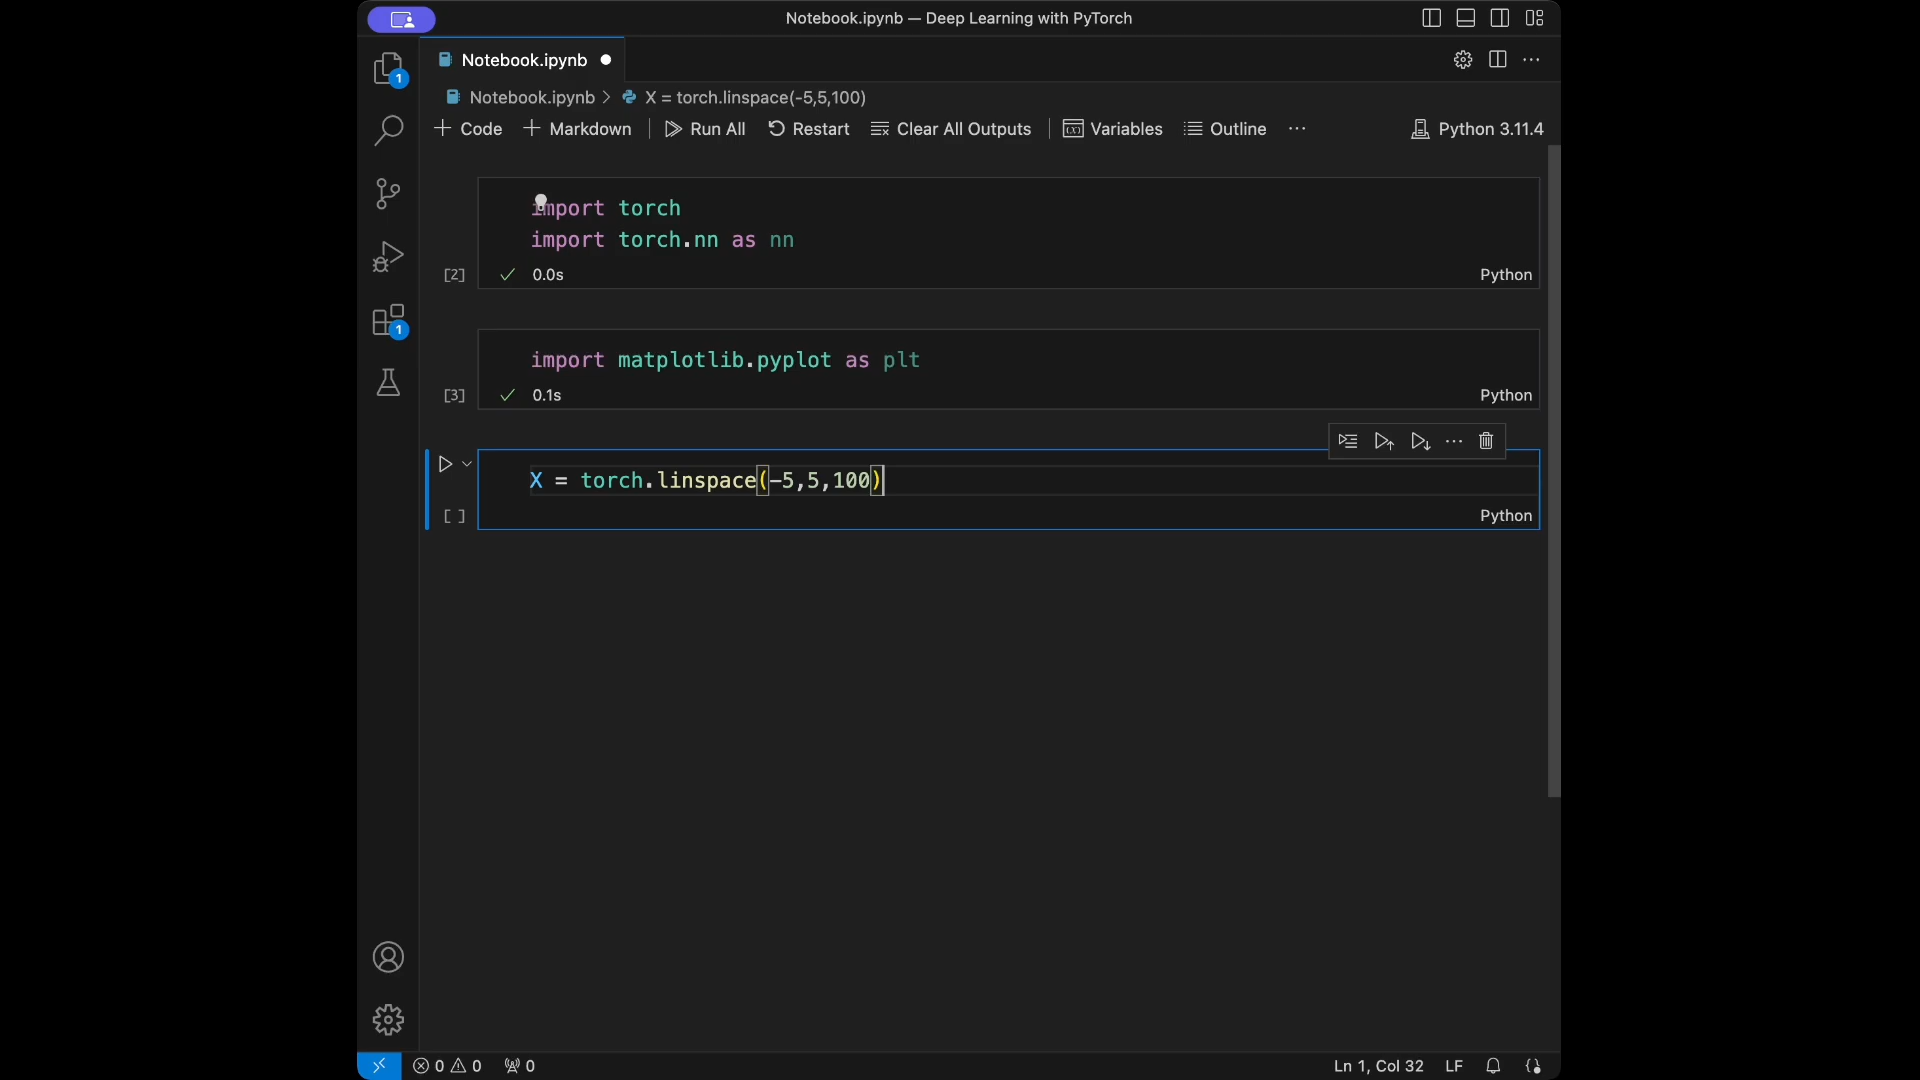 Notebook.ipynb — Deep Learning with PyTorch
1
Notebook.ipynb
Notebook.ipynb > X = torch.linspace(-5,5,100)
Code Markdown Run All Restart Clear All Outputs Variables Outline ... Python 3.11.4
import torch
import torch.nn as nn
[2] 0.0s Python
1
import matplotlib.pyplot as plt
[3] 0.1s Python
X = torch.linspace(-5,5,100)
[ ] Python
0 0 0 Ln 1, Col 32 LF